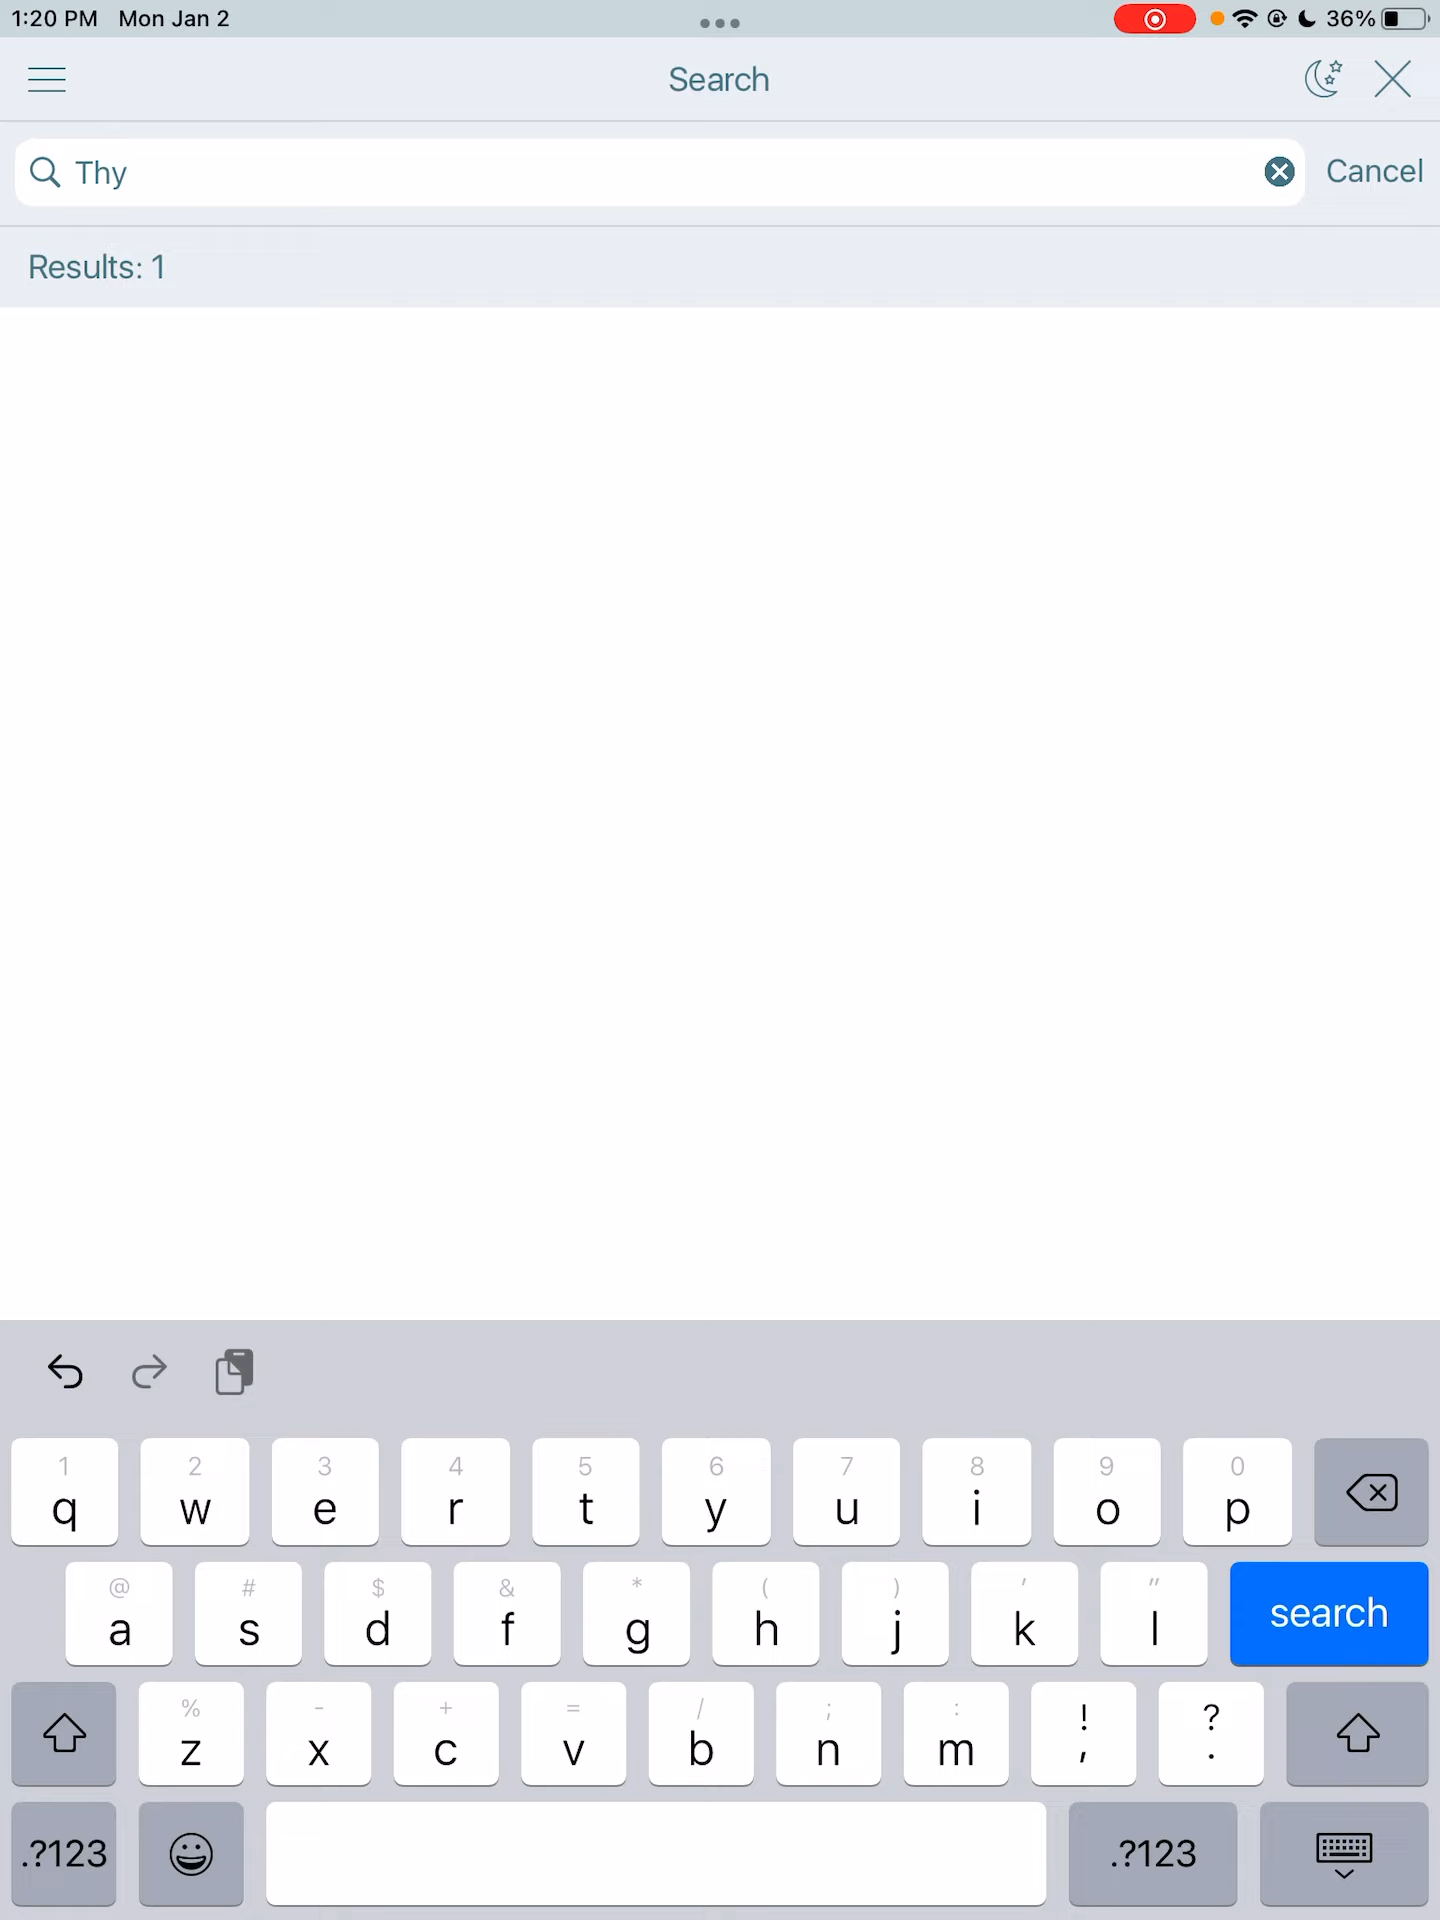 1:20 PM Mon Jan 2
36%
Search
Thy
Cancel
Results: 1
1 2 3 4 5 6 7 8 9 0
q w e r t y u i o p
@ # $ & * ( ) ' "
a s d f g h j k l
search
% - + = / ; : ! ?
z x c v b n m , .
.?123
.?123